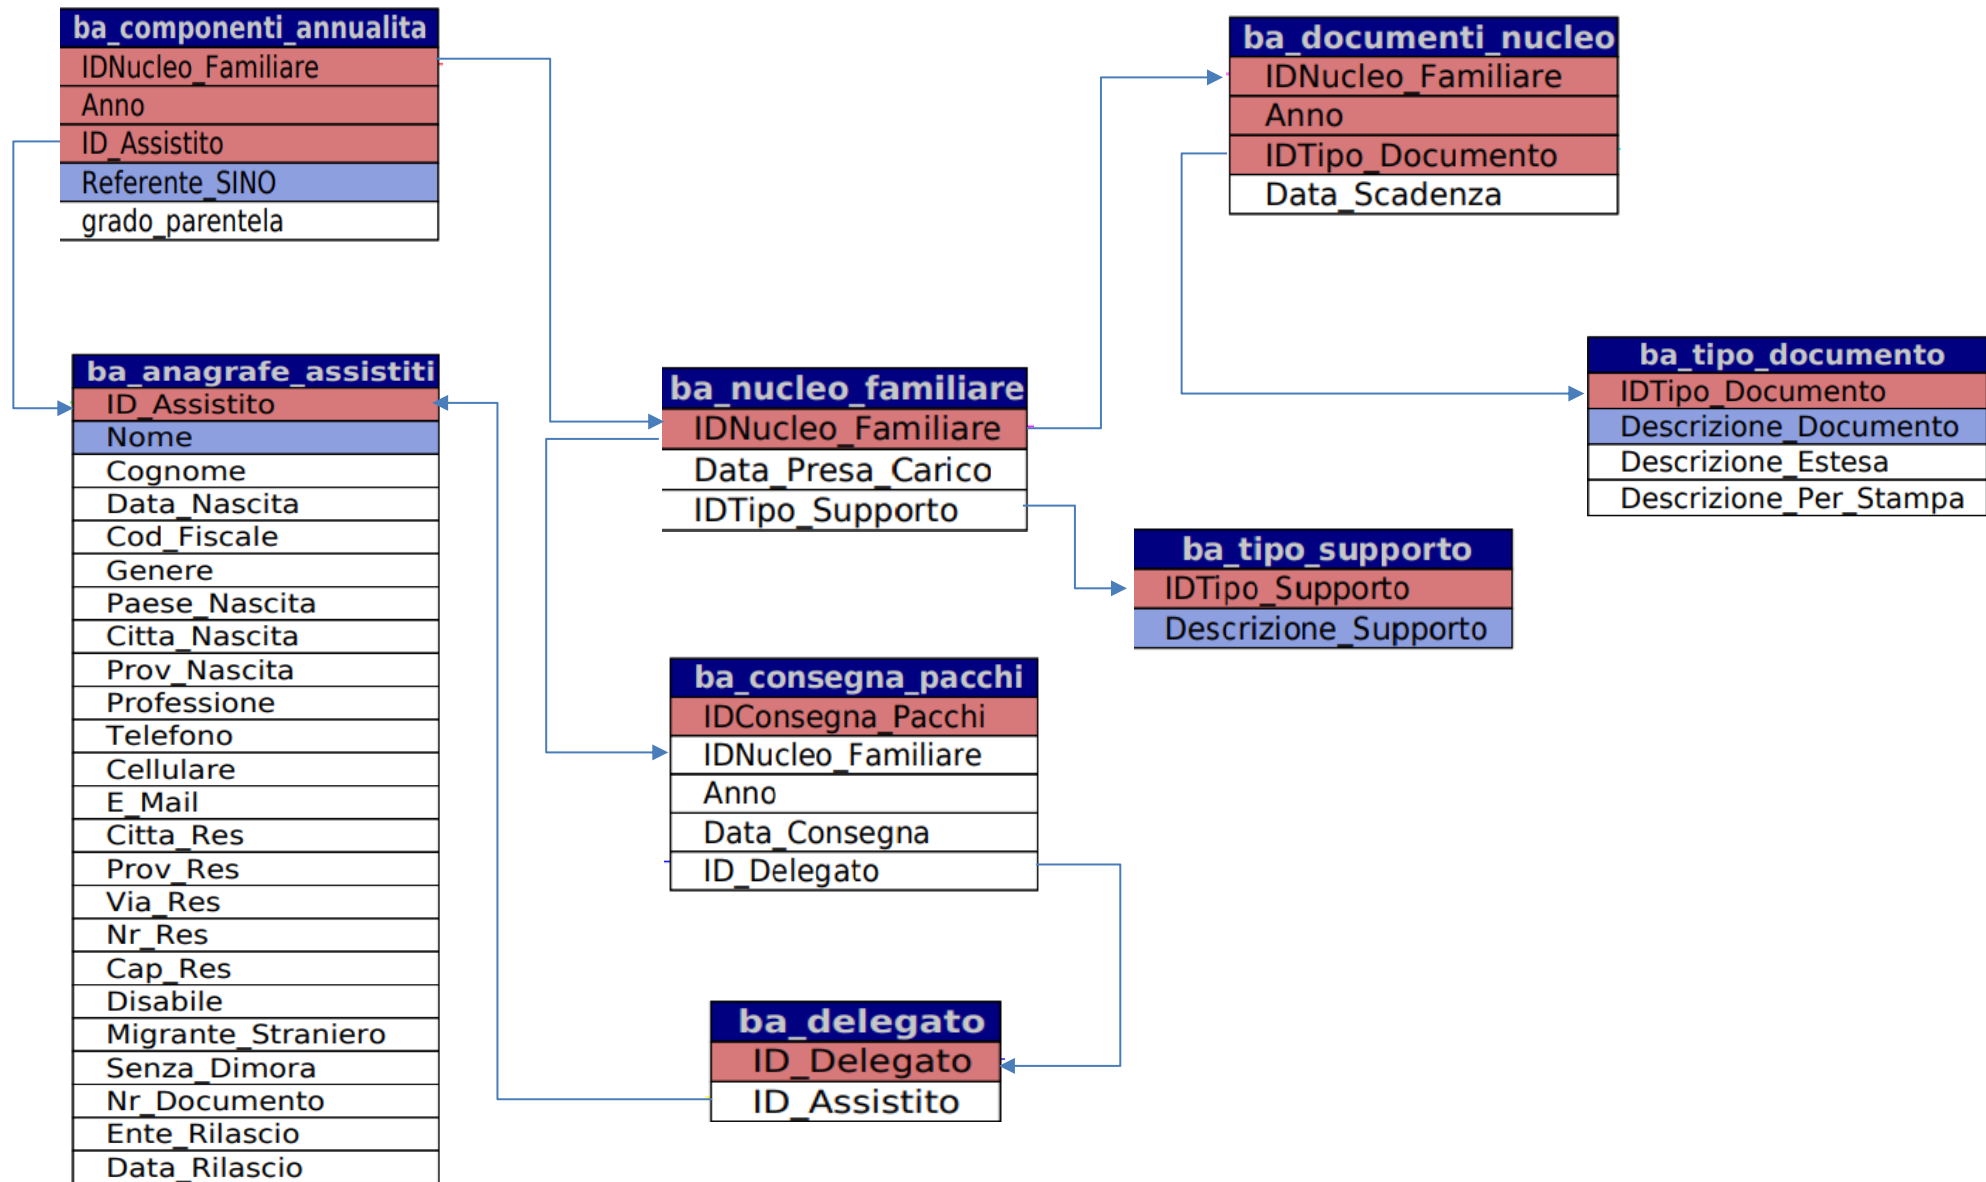 ba_componenti_annualita
IDNucleo_Familiare
Anno
ID_Assistito
Referente_SINO
grado_parentela
ba_documenti_nucleo
IDNucleo_Familiare
Anno
IDTipo_Documento
Data_Scadenza
ba_anagrafe_assistiti
ID_Assistito
Nome
Cognome
Data_Nascita
Cod_Fiscale
Genere
Paese_Nascita
Citta_Nascita
Prov_Nascita
Professione
Telefono
Cellulare
E_Mail
Citta_Res
Prov_Res
Via_Res
Nr_Res
Cap_Res
Disabile
Migrante_Straniero
Senza_Dimora
Nr_Documento
Ente_Rilascio
Data_Rilascio
ba_nucleo_familiare
IDNucleo_Familiare
Data_Presa_Carico
IDTipo_Supporto
ba_tipo_documento
IDTipo_Documento
Descrizione_Documento
Descrizione_Estesa
Descrizione_Per_Stampa
ba_tipo_supporto
IDTipo_Supporto
Descrizione_Supporto
ba_consegna_pacchi
IDConsegna_Pacchi
IDNucleo_Familiare
Anno
Data_Consegna
ID_Delegato
ba_delegato
ID_Delegato
ID_Assistito